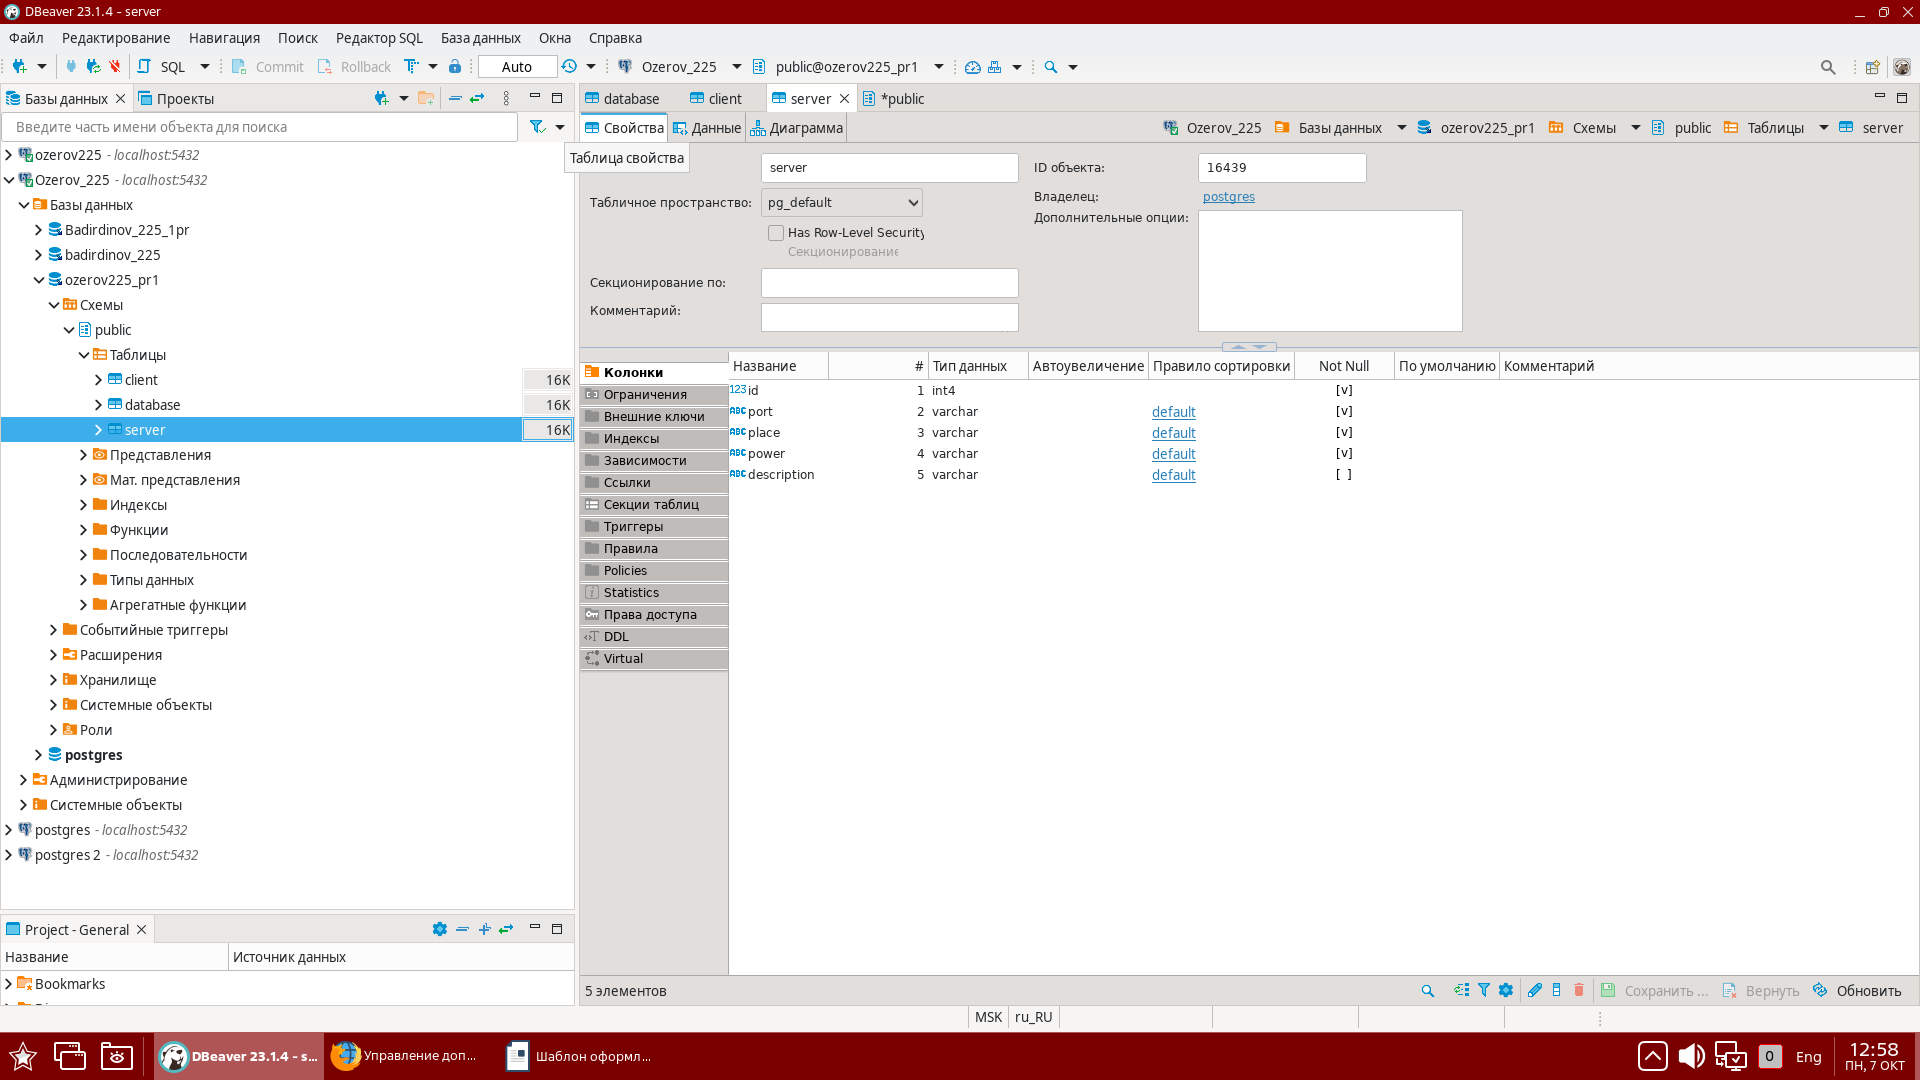 DBeaver 23.1.4 – server
Файл Редактирование Навигация Поиск Редактор SQL База данных Окна Справка
SQL Commit Rollback Auto Ozerov_225 public@ozerov225_pr1
Базы данных Проекты
Введите часть имени объекта для поиска
ozerov225 - localhost:5432
Ozerov_225 - localhost:5432
Базы данных
Badirdinov_225_1pr
badirdinov_225
ozerov225_pr1
Схемы
public
Таблицы
client 16K
database 16K
server 16K
Представления
Мат. представления
Индексы
Функции
Последовательности
Типы данных
Агрегатные функции
Событийные триггеры
Расширения
Хранилище
Системные объекты
Роли
postgres
Администрирование
Системные объекты
postgres - localhost:5432
postgres 2 - localhost:5432
Project - General
Название Источник данных
Bookmarks
database client server *public
Свойства Данные Диаграмма Ozerov_225 Базы данных ozerov225_pr1 Схемы public Таблицы server
Таблица свойства
server ID объекта: 16439
Табличное пространство: pg_default Владелец: postgres
Дополнительные опции:
Has Row-Level Security
Секционирование
Секционирование по:
Комментарий:
Колонки
Ограничения
Внешние ключи
Индексы
Зависимости
Ссылки
Секции таблиц
Триггеры
Правила
Policies
Statistics
Права доступа
DDL
Virtual
Название # Тип данных Автоувеличение Правило сортировки Not Null По умолчанию Комментарий
123 id 1 int4 [v]
ABC port 2 varchar default [v]
ABC place 3 varchar default [v]
ABC power 4 varchar default [v]
ABC description 5 varchar default [ ]
5 элементов Сохранить ... Вернуть Обновить
MSK ru_RU
DBeaver 23.1.4 – s... Управление доп... Шаблон оформл... 0 Eng 12:58
ПН, 7 ОКТ